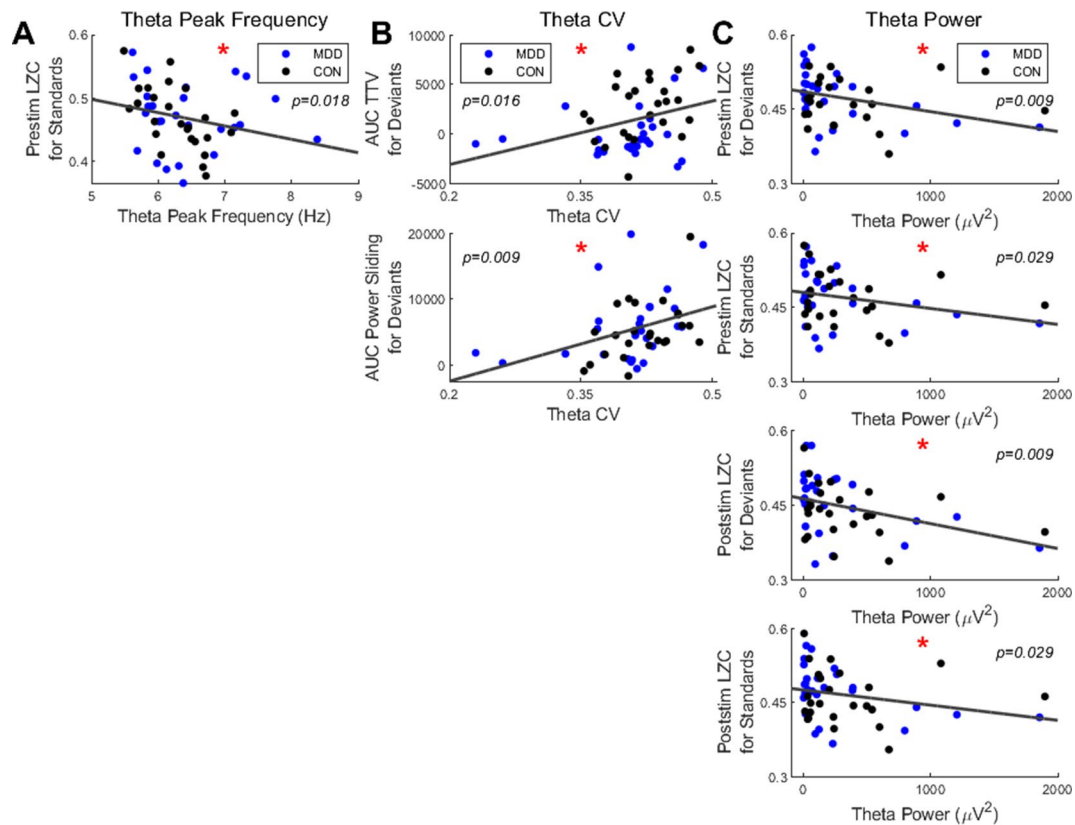 A
Theta Peak Frequency
0.6
0.5
0.4
Prestim LZC
for Standards
*
MDD
CON
p=0.018
5 6 7 8 9
Theta Peak Frequency (Hz)
B
Theta CV
10000
5000
0
-5000
AUC TTV
for Deviants
*
MDD
CON
p=0.016
0.2 0.35 0.5
Theta CV
20000
10000
0
AUC Power Sliding
for Deviants
*
p=0.009
0.2 0.35 0.5
Theta CV
C
Theta Power
0.6
0.45
0.3
Prestim LZC
for Deviants
*
MDD
CON
p=0.009
0 1000 2000
Theta Power (μV²)
0.6
0.45
0.3
Prestim LZC
for Standards
*
p=0.029
0 1000 2000
Theta Power (μV²)
0.6
0.45
0.3
Poststim LZC
for Deviants
*
p=0.009
0 1000 2000
Theta Power (μV²)
0.6
0.45
0.3
Poststim LZC
for Standards
*
p=0.029
0 1000 2000
Theta Power (μV²)